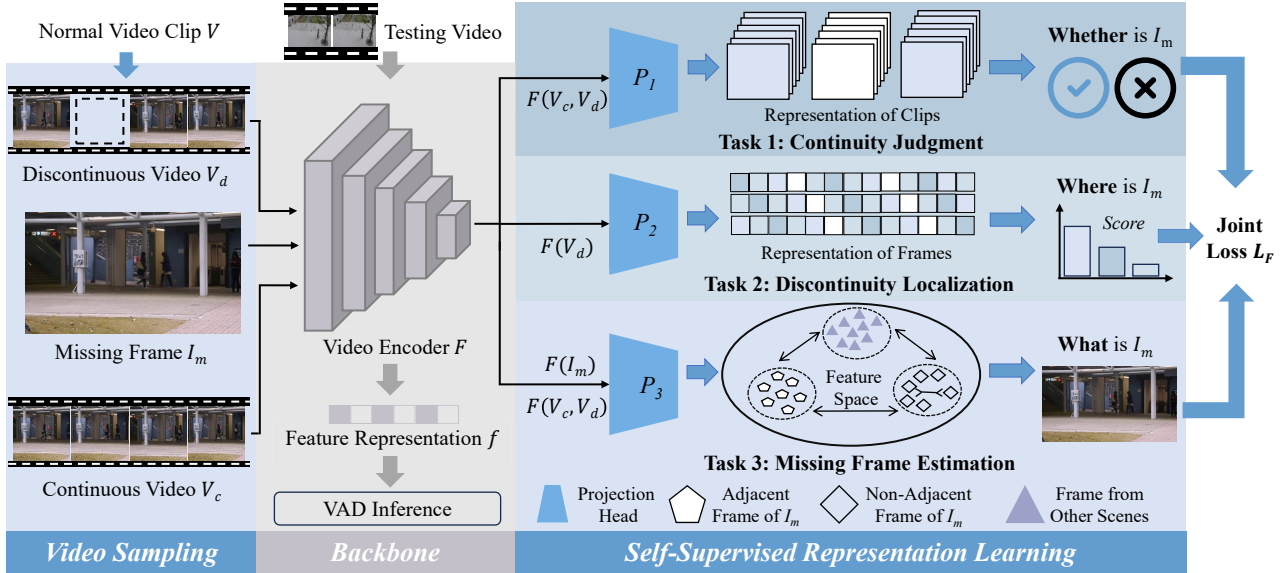 Normal Video Clip V
Discontinuous Video V_d
Missing Frame I_m
Continuous Video V_c
Video Sampling
Testing Video
Video Encoder F
Feature Representation f
VAD Inference
Backbone
F(V_c, V_d)
P_1
Representation of Clips
Whether is I_m
Task 1: Continuity Judgment
F(V_d)
P_2
Representation of Frames
Where is I_m
Score
Task 2: Discontinuity Localization
F(I_m)
F(V_c, V_d)
P_3
Feature
Space
What is I_m
Task 3: Missing Frame Estimation
Projection
Head
Adjacent
Frame of I_m
Non-Adjacent
Frame of I_m
Frame from
Other Scenes
Self-Supervised Representation Learning
Joint
Loss L_F